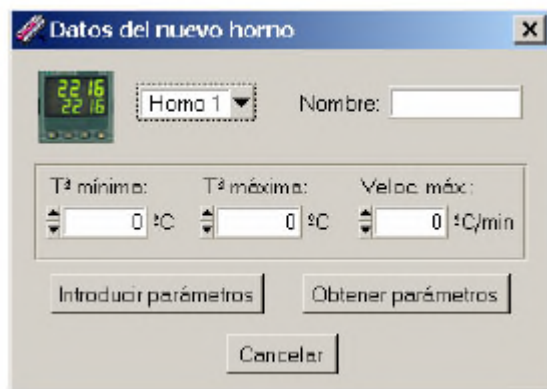 Datos del nuevo horno
2216
2216
Horno 1
Nombre:
Tª mínima:
Tª máxima:
Veloc. máx.:
0 ºC
0 ºC
0 ºC/min
Introducir parámetros
Obtener parámetros
Cancelar